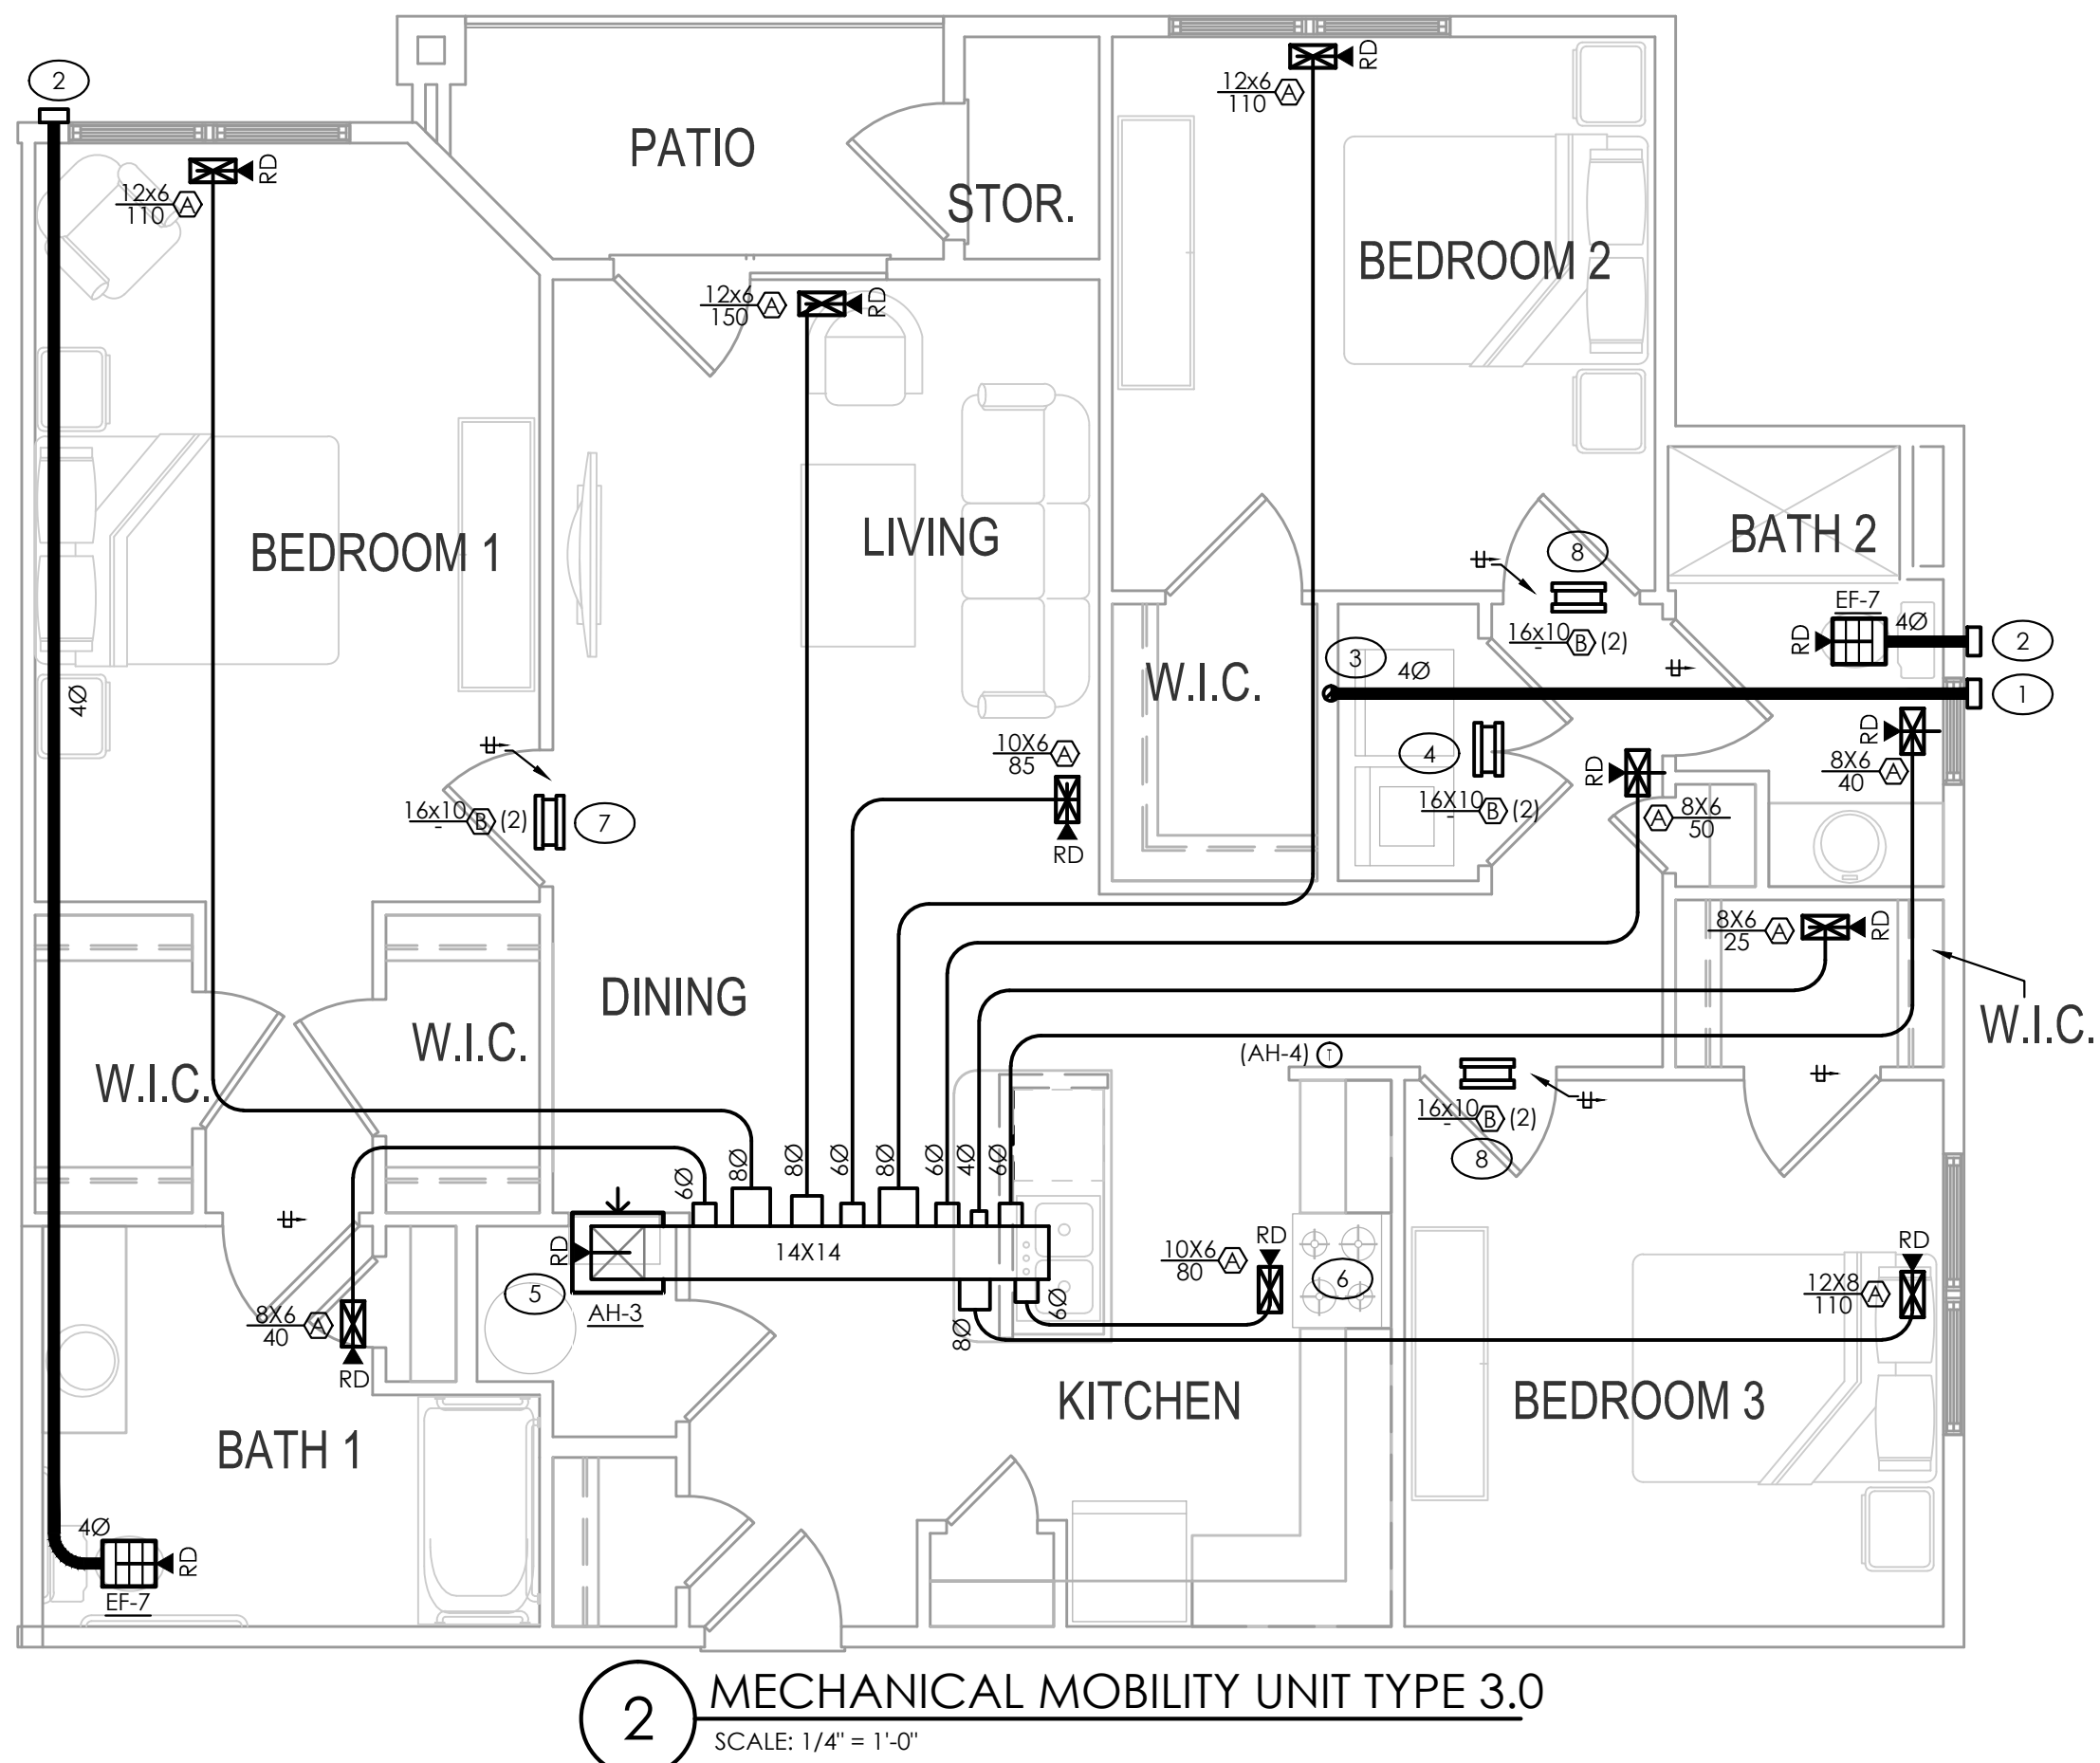 2
RD
12x6
110
A
PATIO
STOR.
RD
12x6
110
A
BEDROOM 2
12x6
150
A
RD
BEDROOM 1
LIVING
BATH 2
8
16x10
-
B
(2)
EF-7
4Ø
RD
2
3
4Ø
W.I.C.
1
4Ø
RD
8X6
40
A
10X6
85
A
RD
4
16X10
-
B
(2)
RD
A
8X6
50
16x10
-
B
(2)
7
8X6
25
A
RD
DINING
W.I.C.
W.I.C.
W.I.C.
(AH-4)
T
16x10
-
B
(2)
8
6Ø
8Ø
8Ø
6Ø
8Ø
6Ø
4Ø
6Ø
14X14
RD
5
AH-3
8X6
40
A
RD
10X6
80
A
RD
6
RD
12X8
110
A
8Ø
6Ø
KITCHEN
BEDROOM 3
BATH 1
4Ø
RD
EF-7
2
MECHANICAL MOBILITY UNIT TYPE 3.0
SCALE: 1/4" = 1'-0"